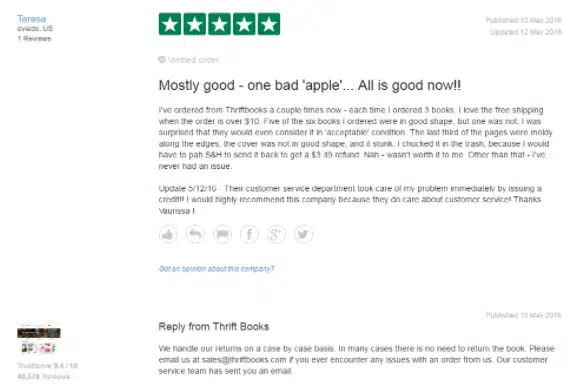 Teresa
oviedo, US
1 Reviews
Published 10 May 2016
Updated 12 May 2016
Verified order
Mostly good - one bad 'apple'... All is good now!!
I've ordered from Thriftbooks a couple times now - each time I ordered 3 books. I love the free shipping
when the order is over $10. Five of the six books I ordered were in good shape, but one was not. I was
surprised that they would even consider it in 'acceptable' condition. The last third of the pages were moldy
along the edges, the cover was not in good shape, and it stunk. I chucked it in the trash, because I would
have to pah S&H to send it back to get a $3.49 refund. Nah - wasn't worth it to me. Other than that - I've
never had an issue.
Update 5/12/16 - Their customer service department took care of my problem immediately by issuing a
credit!! I would highly recommend this company because they do care about customer service! Thanks
Vaurissa !
Got an opinion about this company?
Published 10 May 2016
Reply from Thrift Books
We handle our returns on a case by case basis. In many cases there is no need to return the book. Please
email us at sales@thriftbooks.com if you ever encounter any issues with an order from us. Our customer
service team has sent you an email.
TrustScore 9.4 / 10
46,578 Reviews